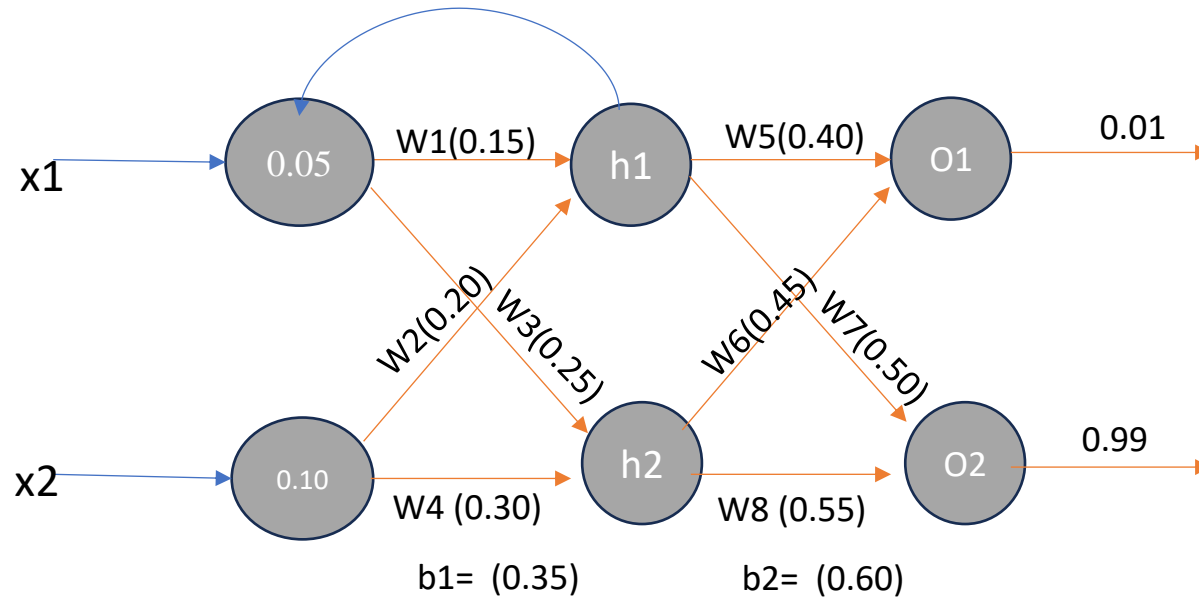 x1
0.05
W1(0.15)
h1
W5(0.40)
O1
0.01
W2(0.20)
W3(0.25)
W6(0.45)
W7(0.50)
x2
0.10
W4 (0.30)
h2
W8 (0.55)
O2
0.99
b1=  (0.35)
b2=  (0.60)